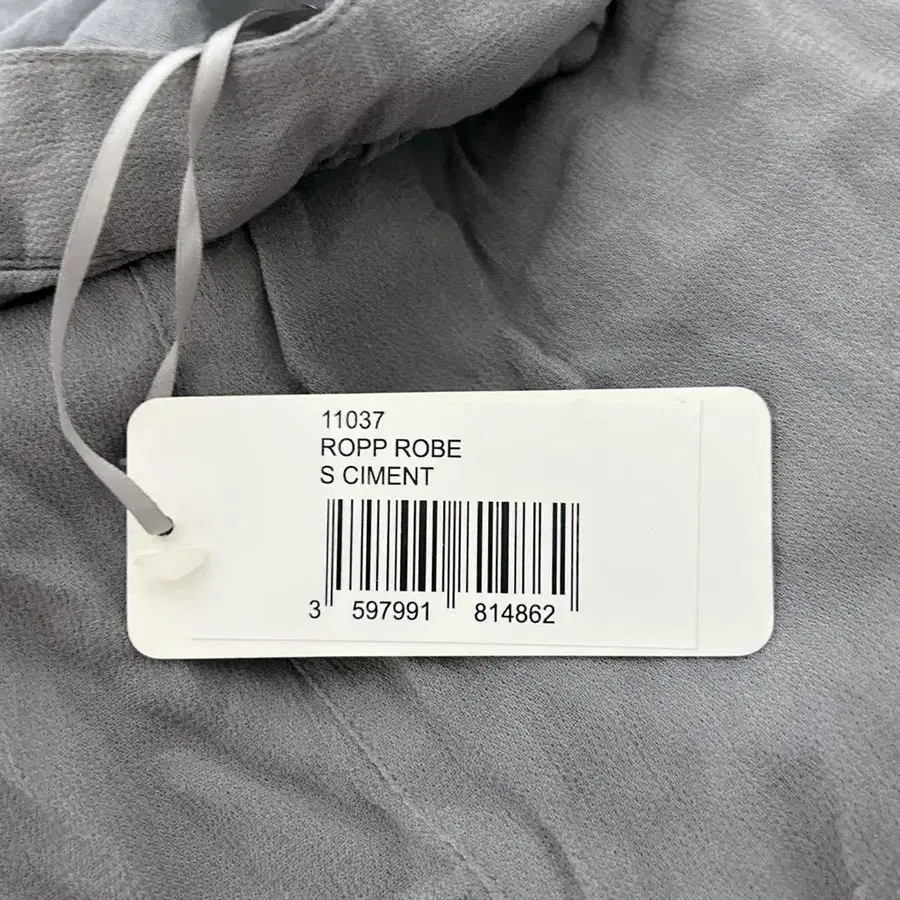 11037
ROPP ROBE
S CIMENT
3 597991 814862